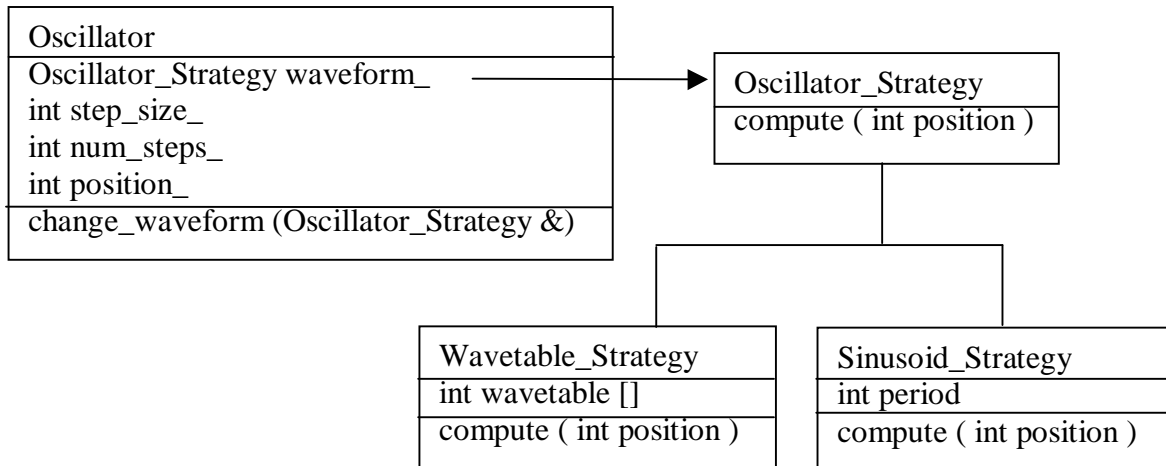 Oscillator
Oscillator_Strategy waveform_
int step_size_
int num_steps_
int position_
change_waveform (Oscillator_Strategy &)
Oscillator_Strategy
compute ( int position )
Wavetable_Strategy
int wavetable []
compute ( int position )
Sinusoid_Strategy
int period
compute ( int position )